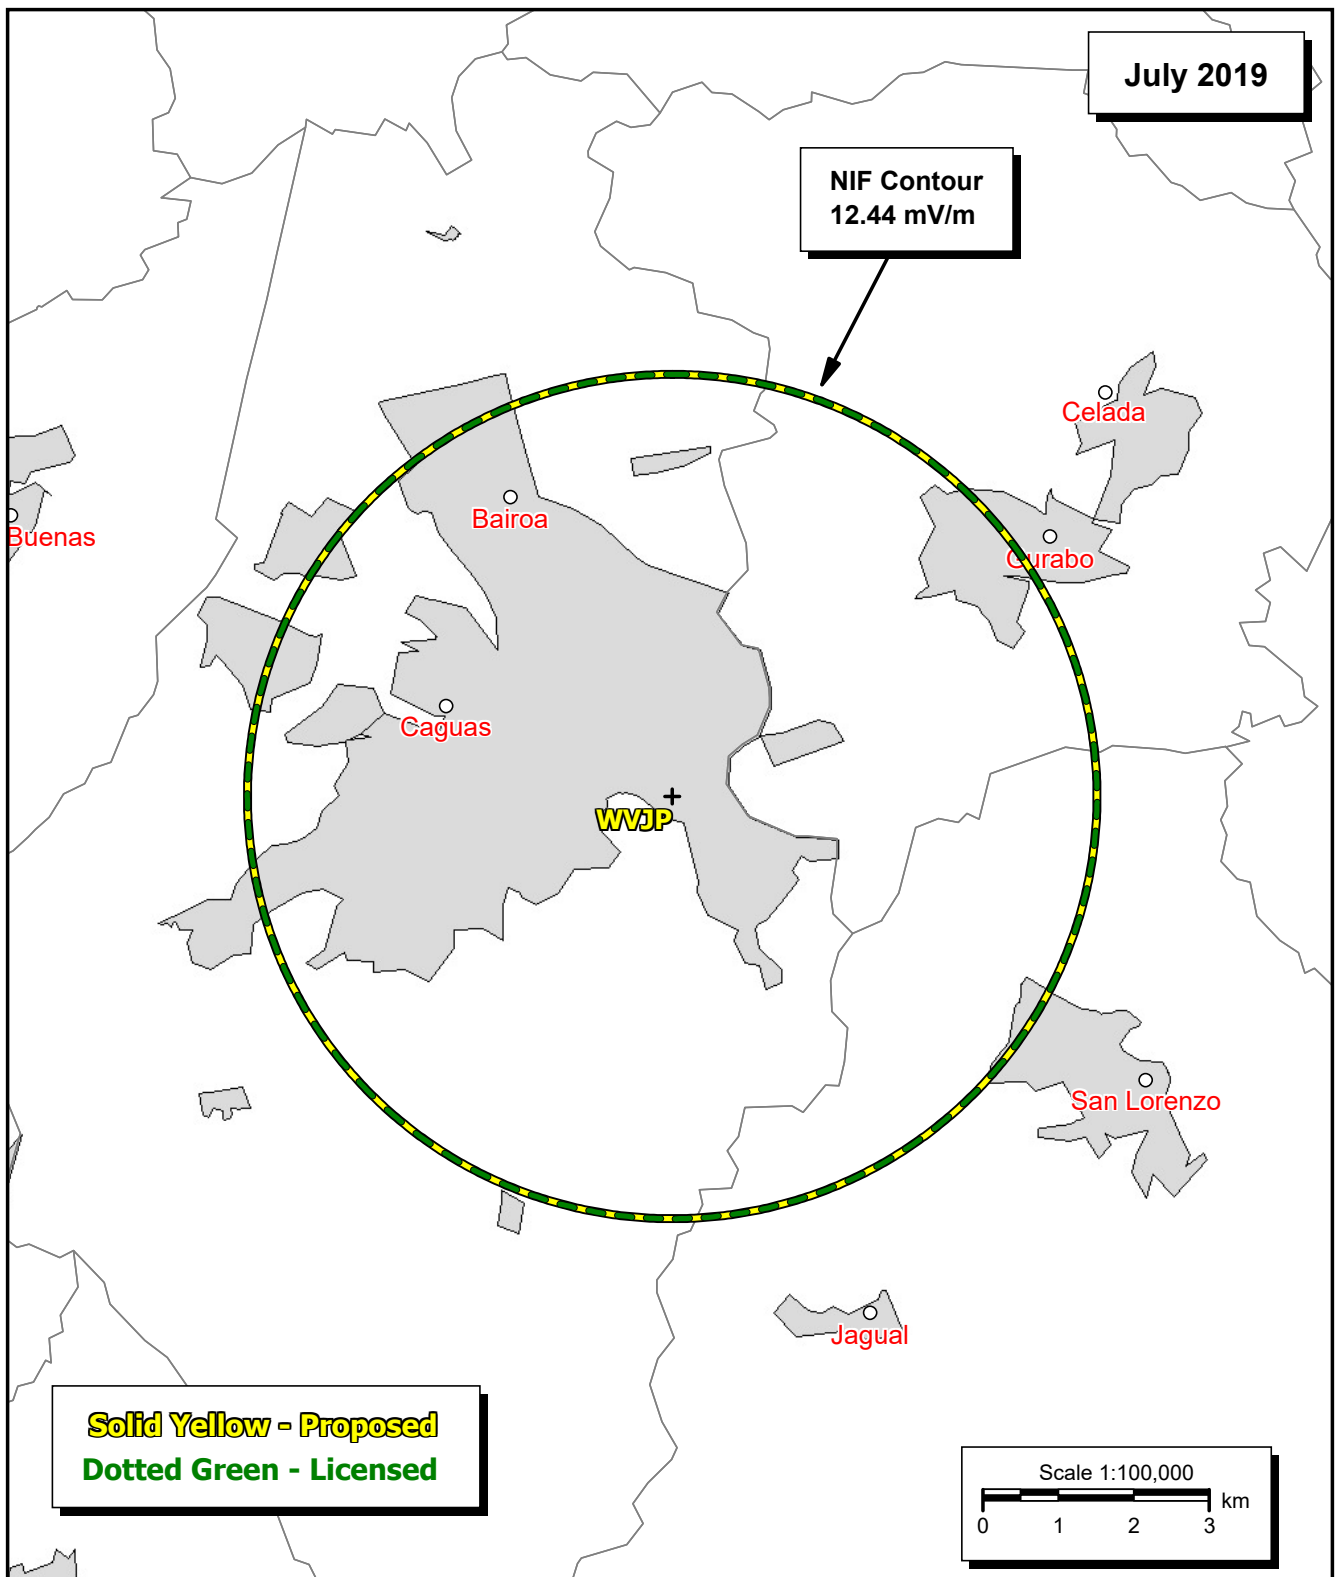 July 2019
NIF Contour
12.44 mV/m
Celada
Buenas
Bairoa
Gurabo
Caguas
WVJP
San Lorenzo
Jagual
Solid Yellow - Proposed
Dotted Green - Licensed
Scale 1:100,000
km
0 1 2 3